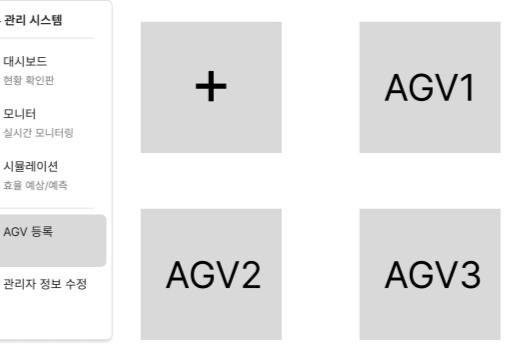 관리 시스템
대시보드
현황 확인판
모니터
실시간 모니터링
시뮬레이션
효율 예상/예측
AGV 등록
관리자 정보 수정
+
AGV1
AGV2
AGV3